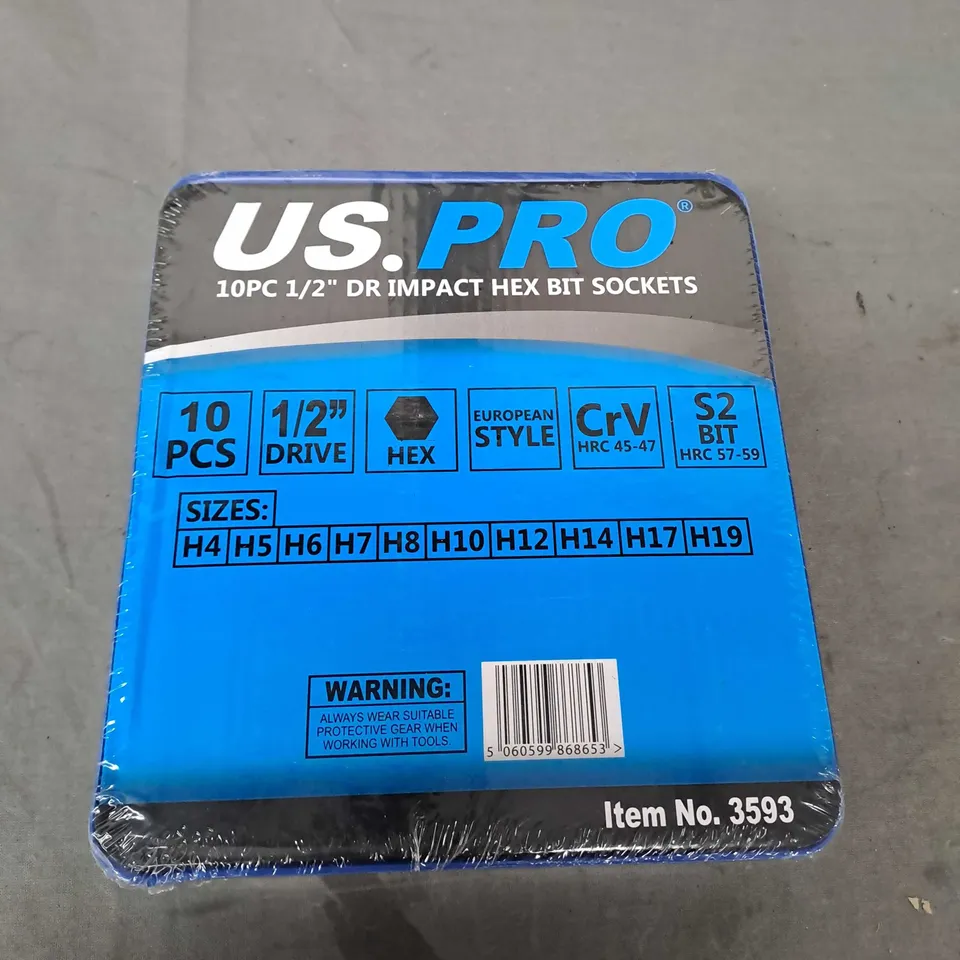 US.PRO®
10PC 1/2" DR IMPACT HEX BIT SOCKETS
10 PCS
1/2” DRIVE
HEX
EUROPEAN STYLE
CrV HRC 45-47
S2 BIT HRC 57-59
SIZES:
H4 H5 H6 H7 H8 H10 H12 H14 H17 H19
WARNING:
ALWAYS WEAR SUITABLE
PROTECTIVE GEAR WHEN
WORKING WITH TOOLS.
5 060599 868653 >
Item No. 3593